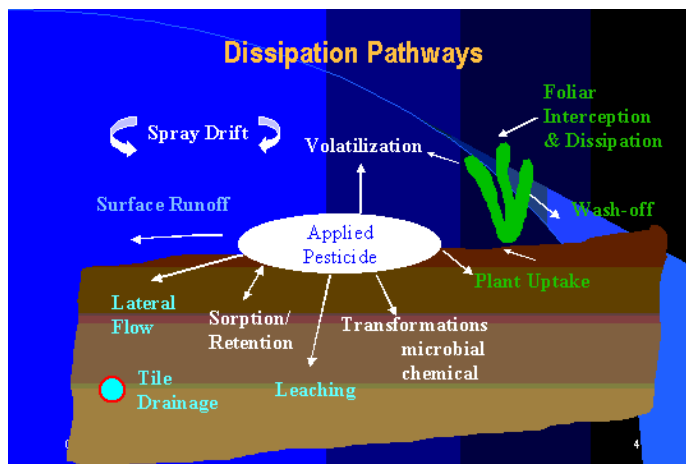 Dissipation Pathways
Foliar
Interception
& Dissipation
Spray Drift
Volatilization
Surface Runoff
Wash-off
Applied
Pesticide
Plant Uptake
Lateral
Flow
Sorption/
Retention
Transformations
microbial
chemical
Tile
Drainage
Leaching
4